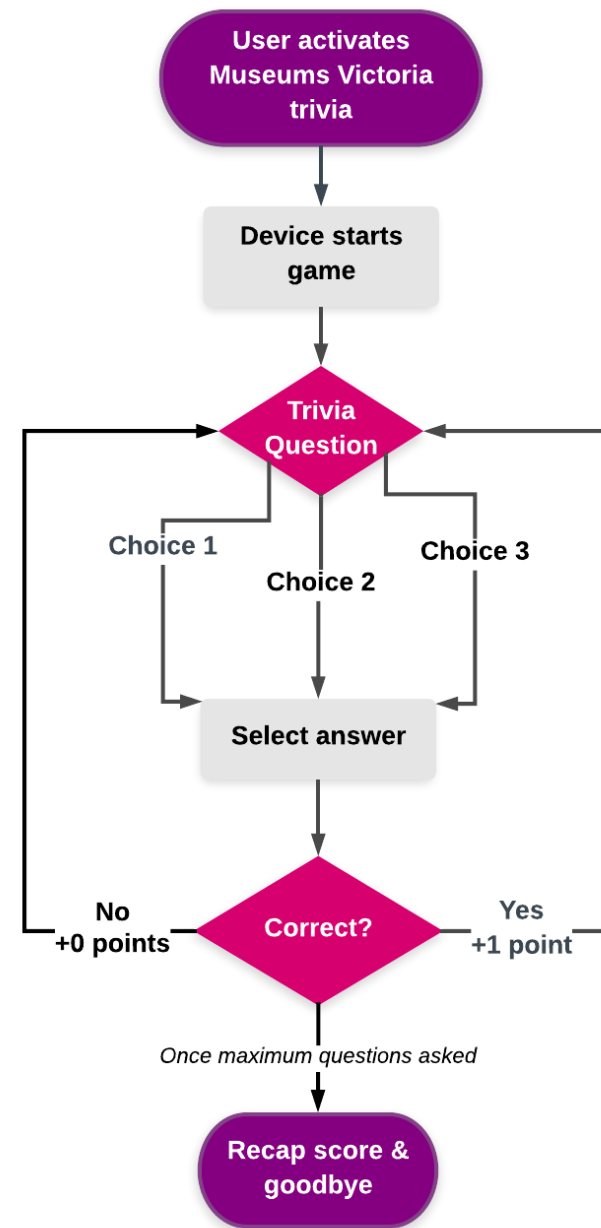 User activates
Museums Victoria
trivia
Device starts
game
Trivia
Question
Choice 1
Choice 2
Choice 3
Select answer
Correct?
No
+0 points
Yes
+1 point
Once maximum questions asked
Recap score &
goodbye